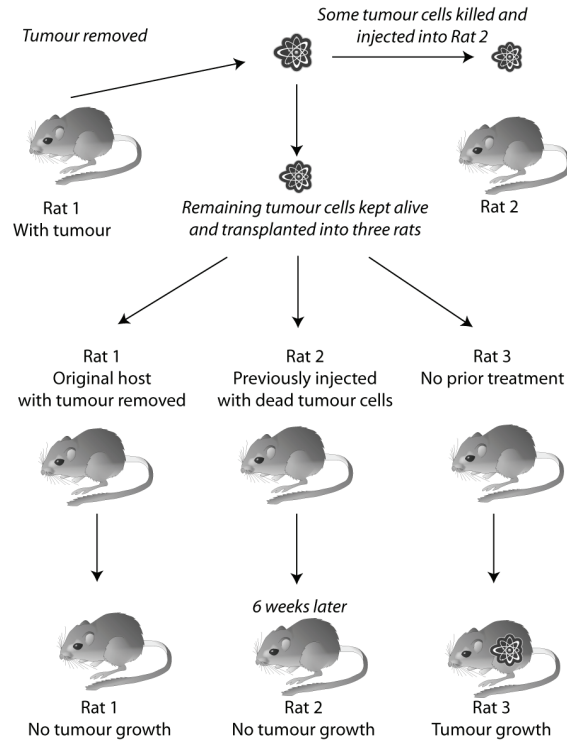 Tumour removed
Some tumour cells killed and
injected into Rat 2
Rat 1
With tumour
Rat 2
Remaining tumour cells kept alive
and transplanted into three rats
Rat 1
Original host
with tumour removed
Rat 2
Previously injected
with dead tumour cells
Rat 3
No prior treatment
6 weeks later
Rat 1
No tumour growth
Rat 2
No tumour growth
Rat 3
Tumour growth